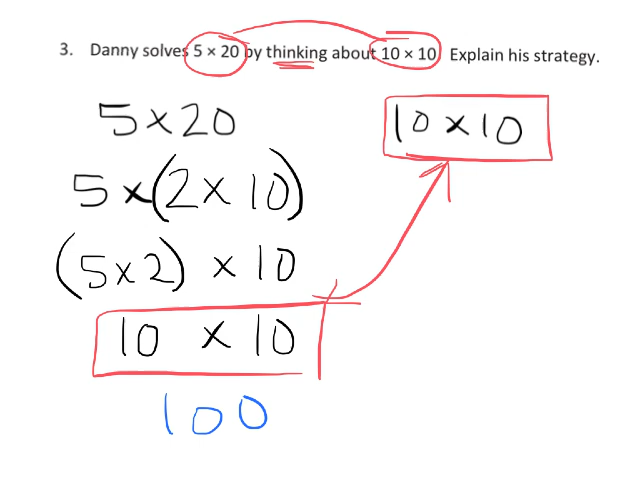 3. Danny solves 5 × 20 by thinking about 10 × 10. Explain his strategy.
5 × 20
10 × 10
5 × (2 × 10)
(5 × 2) × 10
10 × 10
100